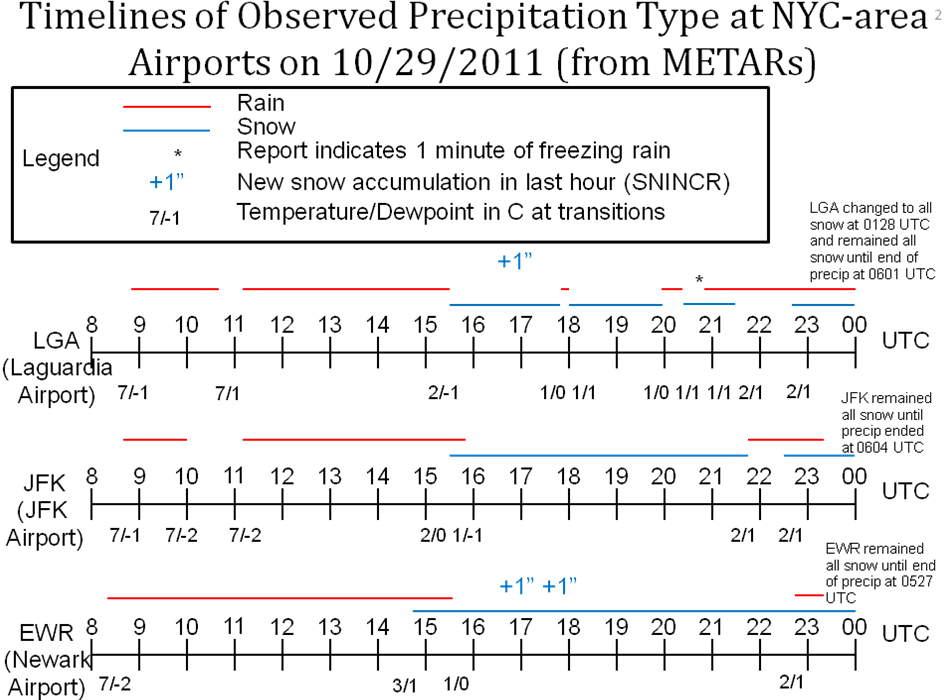 Timelines of Observed Precipitation Type at NYC-area 2
Airports on 10/29/2011 (from METARs)
Legend
Rain
Snow
* Report indicates 1 minute of freezing rain
+1” New snow accumulation in last hour (SNINCR)
7/-1 Temperature/Dewpoint in C at transitions
LGA changed to all
snow at 0128 UTC
and remained all
snow until end of
precip at 0601 UTC
+1”
*
8 9 10 11 12 13 14 15 16 17 18 19 20 21 22 23 00 UTC
LGA
(Laguardia
Airport)
7/-1 7/1 2/-1 1/0 1/1 1/0 1/1 1/1 2/1 2/1
JFK remained
all snow until
precip ended
at 0604 UTC
8 9 10 11 12 13 14 15 16 17 18 19 20 21 22 23 00 UTC
JFK
(JFK
Airport)
7/-1 7/-2 7/-2 2/0 1/-1 2/1 2/1
EWR remained
all snow until end
of precip at 0527
UTC
+1” +1”
8 9 10 11 12 13 14 15 16 17 18 19 20 21 22 23 00 UTC
EWR
(Newark
Airport)
7/-2 3/1 1/0 2/1